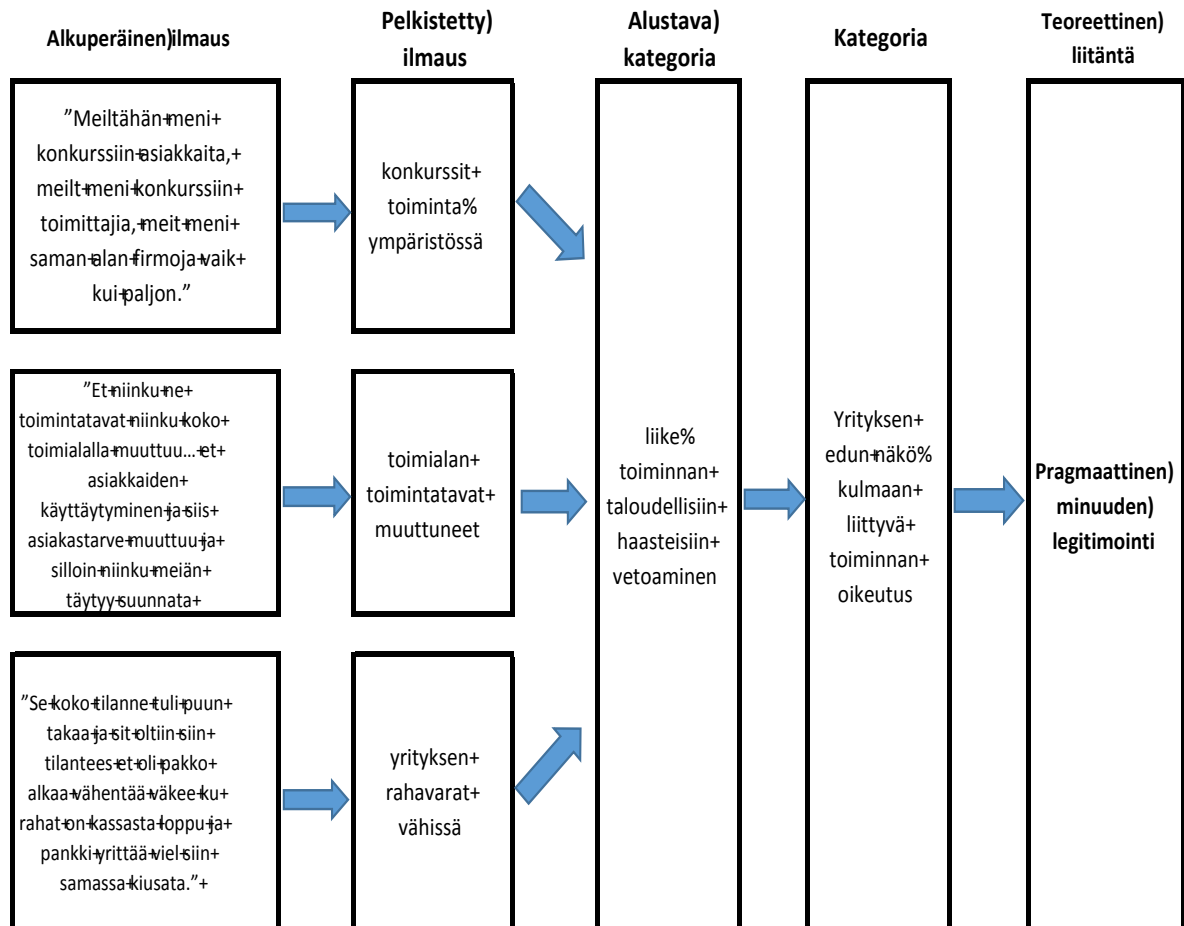 Alkuperäinen)ilmaus
Pelkistetty)
ilmaus
Alustava)
kategoria
Kategoria
Teoreettinen)
liitäntä
”Meiltähän+meni+
konkurssiin+asiakkaita,+
meilt+meni+konkurssiin+
toimittajia,+meit+meni+
saman+alan+firmoja+vaik+
kui+paljon.”
konkurssit+
toiminta%
ympäristössä
”Et+niinku+ne+
toimintatavat+niinku+koko+
toimialalla+muuttuu...+et+
asiakkaiden+
käyttäytyminen+ja+siis+
asiakastarve+muuttuu+ja+
silloin+niinku+meiän+
täytyy+suunnata+
toimialan+
toimintatavat+
muuttuneet
”Se+koko+tilanne+tuli+puun+
takaa+ja+sit+oltiin+siin+
tilantees+et+oli+pakko+
alkaa+vähentää+väkee+ku+
rahat+on+kassasta+loppu+ja+
pankki+yrittää+viel+siin+
samassa+kiusata.”+
yrityksen+
rahavarat+
vähissä
liike%
toiminnan+
taloudellisiin+
haasteisiin+
vetoaminen
Yrityksen+
edun+näkö%
kulmaan+
liittyvä+
toiminnan+
oikeutus
Pragmaattinen)
minuuden)
legitimointi